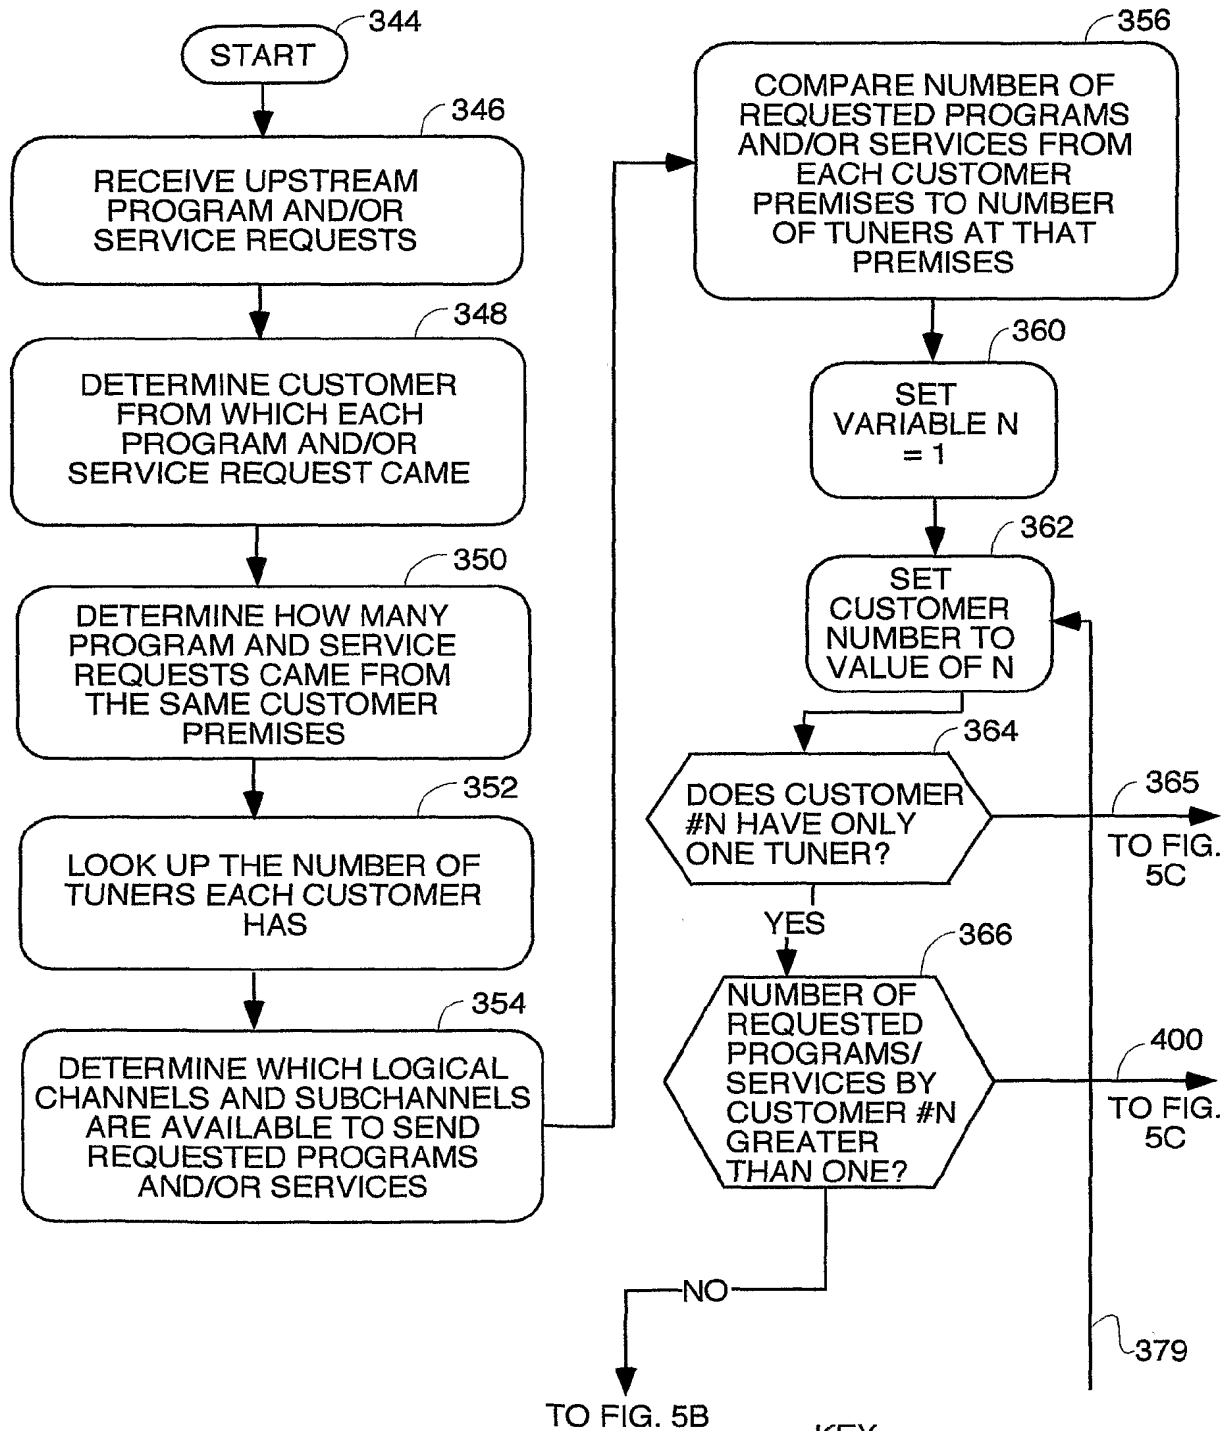 344
START
346
RECEIVE UPSTREAM
PROGRAM AND/OR
SERVICE REQUESTS
348
DETERMINE CUSTOMER
FROM WHICH EACH
PROGRAM AND/OR
SERVICE REQUEST CAME
350
DETERMINE HOW MANY
PROGRAM AND SERVICE
REQUESTS CAME FROM
THE SAME CUSTOMER
PREMISES
352
LOOK UP THE NUMBER OF
TUNERS EACH CUSTOMER
HAS
354
DETERMINE WHICH LOGICAL
CHANNELS AND SUBCHANNELS
ARE AVAILABLE TO SEND
REQUESTED PROGRAMS
AND/OR SERVICES
356
COMPARE NUMBER OF
REQUESTED PROGRAMS
AND/OR SERVICES FROM
EACH CUSTOMER
PREMISES TO NUMBER
OF TUNERS AT THAT
PREMISES
360
SET
VARIABLE N
= 1
362
SET
CUSTOMER
NUMBER TO
VALUE OF N
364
DOES CUSTOMER
#N HAVE ONLY
ONE TUNER?
365
TO FIG.
5C
YES
366
NUMBER OF
REQUESTED
PROGRAMS/
SERVICES BY
CUSTOMER #N
GREATER
THAN ONE?
400
TO FIG.
5C
NO
379
TO FIG. 5B
KEY